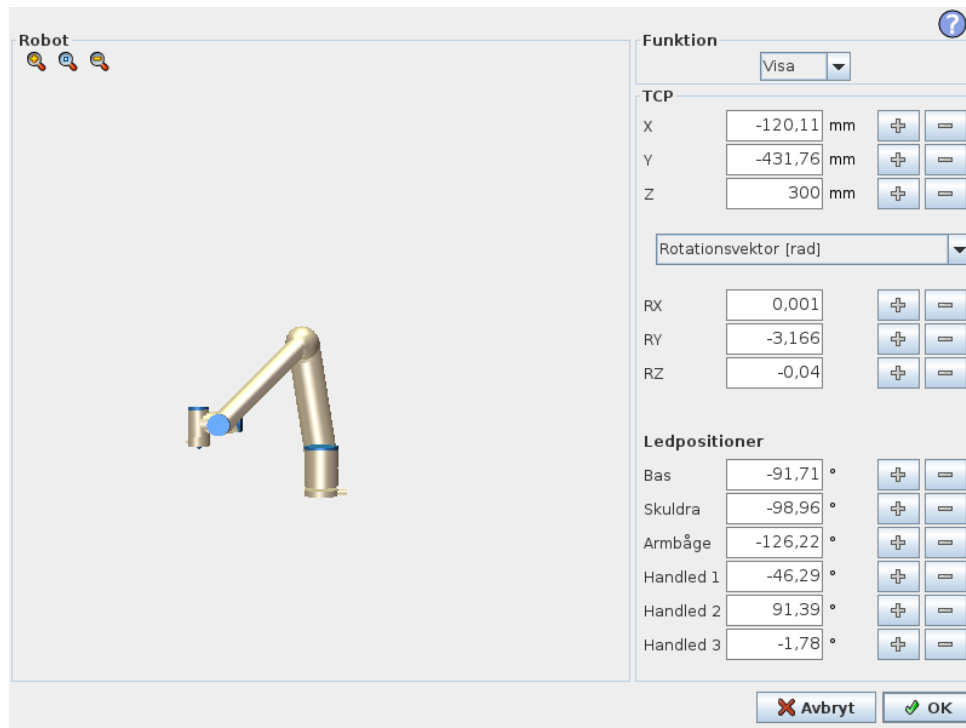 Robot
Funktion
Visa
TCP
X -120,11 mm
Y -431,76 mm
Z 300 mm
Rotationsvektor [rad]
RX 0,001
RY -3,166
RZ -0,04
Ledpositioner
Bas -91,71 °
Skuldra -98,96 °
Armbåge -126,22 °
Handled 1 -46,29 °
Handled 2 91,39 °
Handled 3 -1,78 °
Avbryt OK